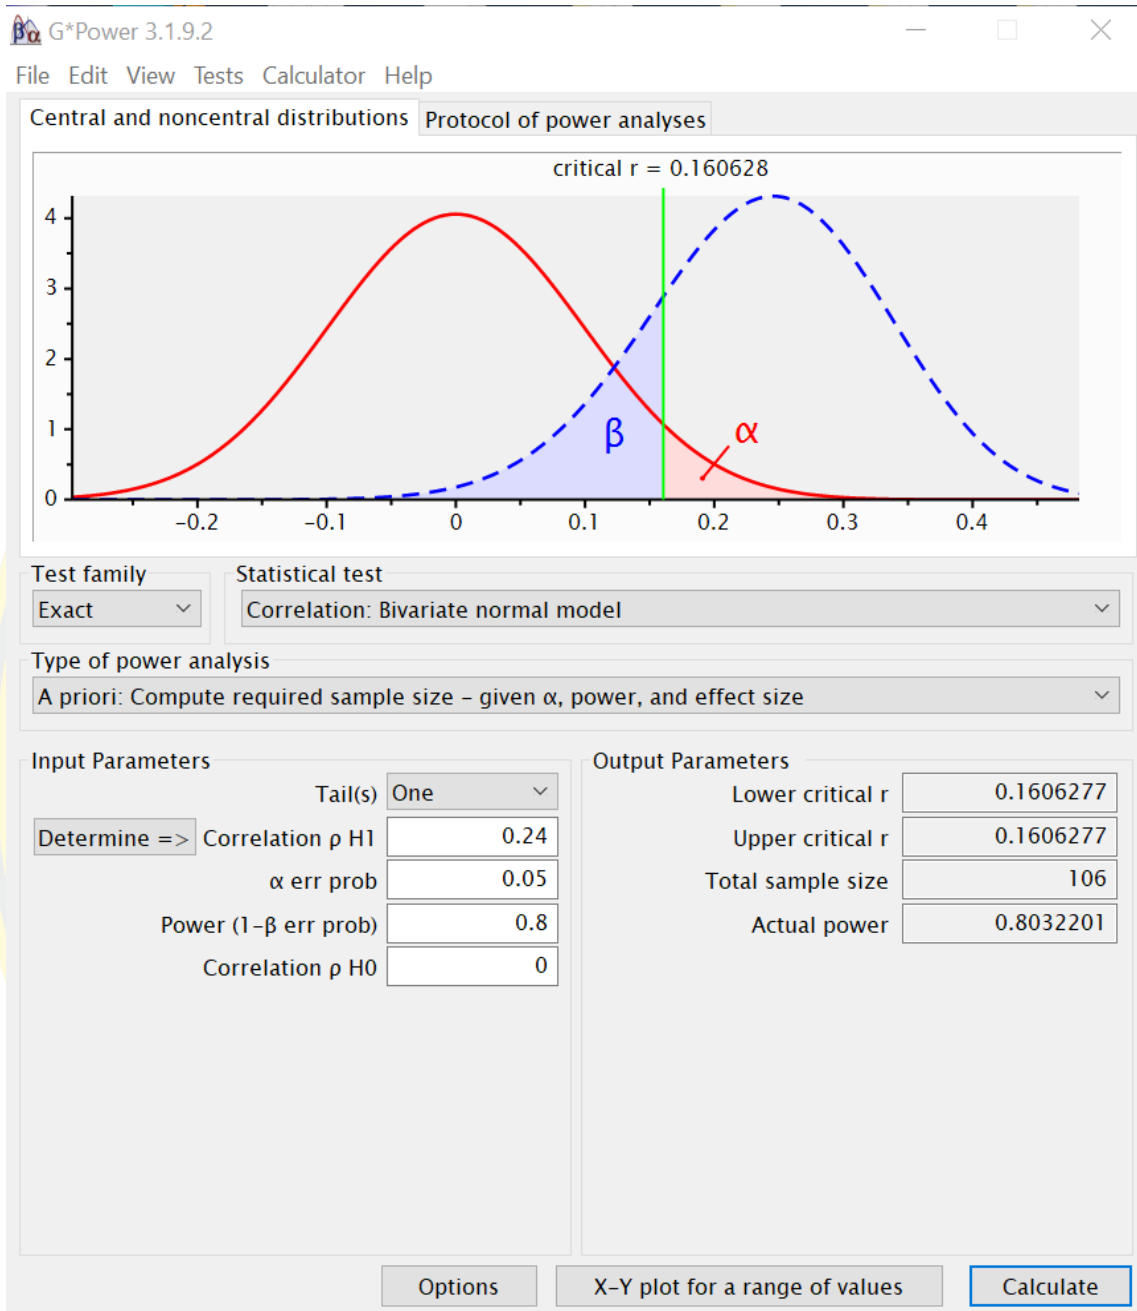 βα G*Power 3.1.9.2
File Edit View Tests Calculator Help
Central and noncentral distributions Protocol of power analyses
critical r = 0.160628
4
3
2
1
0
β
α
-0.2 -0.1 0 0.1 0.2 0.3 0.4
Test family Statistical test
Exact Correlation: Bivariate normal model
Type of power analysis
A priori: Compute required sample size - given α, power, and effect size
Input Parameters
Tail(s) One
Determine => Correlation ρ H1 0.24
α err prob 0.05
Power (1-β err prob) 0.8
Correlation ρ H0 0
Output Parameters
Lower critical r 0.1606277
Upper critical r 0.1606277
Total sample size 106
Actual power 0.8032201
Options X-Y plot for a range of values Calculate